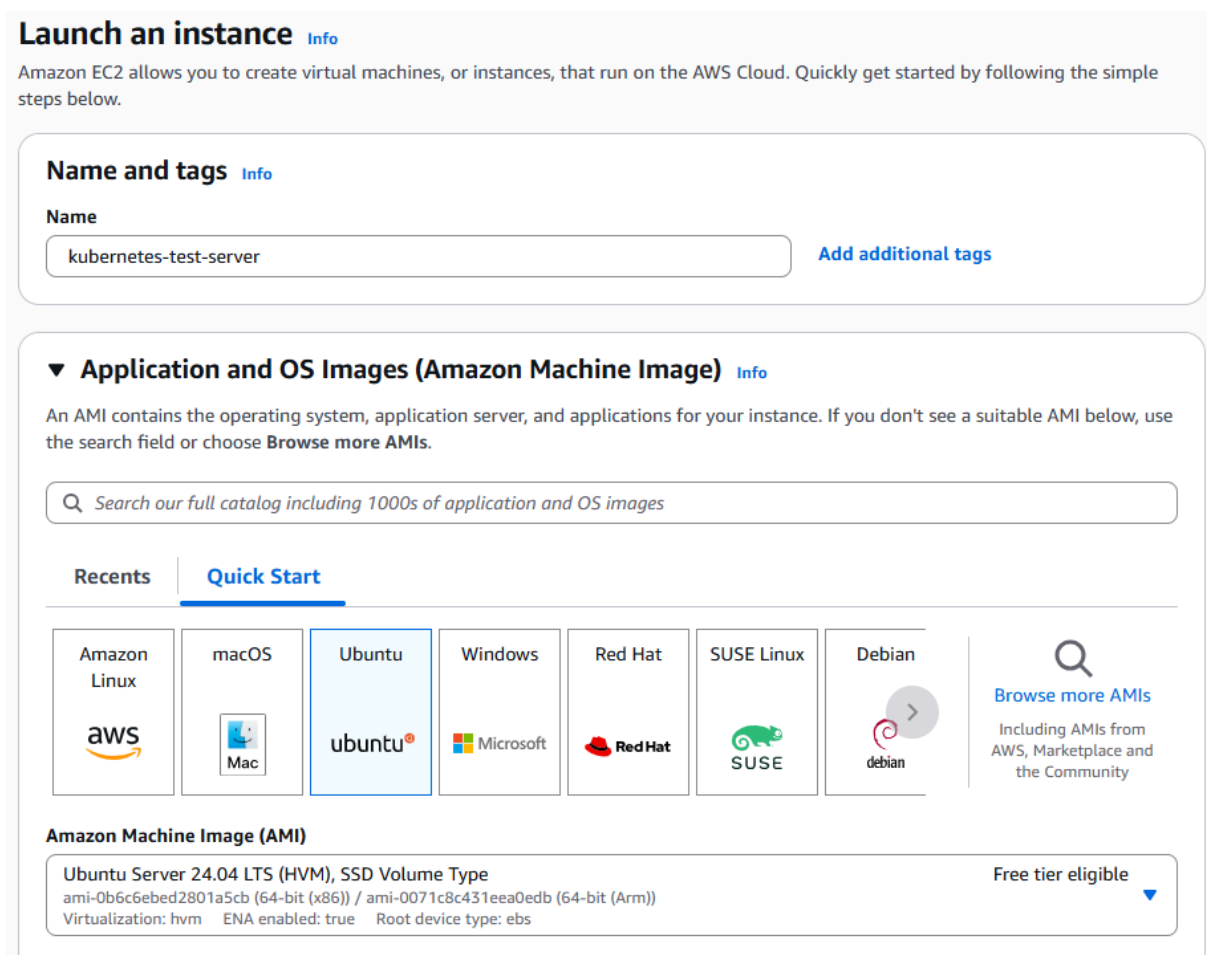 Launch an instance Info
Amazon EC2 allows you to create virtual machines, or instances, that run on the AWS Cloud. Quickly get started by following the simple
steps below.
Name and tags Info
Name
kubernetes-test-server
Add additional tags
Application and OS Images (Amazon Machine Image) Info
An AMI contains the operating system, application server, and applications for your instance. If you don't see a suitable AMI below, use
the search field or choose Browse more AMIs.
Search our full catalog including 1000s of application and OS images
Recents
Quick Start
Amazon
Linux
aws
macOS
Mac
Ubuntu
ubuntu
Windows
Microsoft
Red Hat
Red Hat
SUSE Linux
SUSE
Debian
debian
Browse more AMIs
Including AMIs from
AWS, Marketplace and
the Community
Amazon Machine Image (AMI)
Ubuntu Server 24.04 LTS (HVM), SSD Volume Type
Free tier eligible
ami-0b6c6ebed2801a5cb (64-bit (x86)) / ami-0071c8c431eea0edb (64-bit (Arm))
Virtualization: hvm ENA enabled: true Root device type: ebs